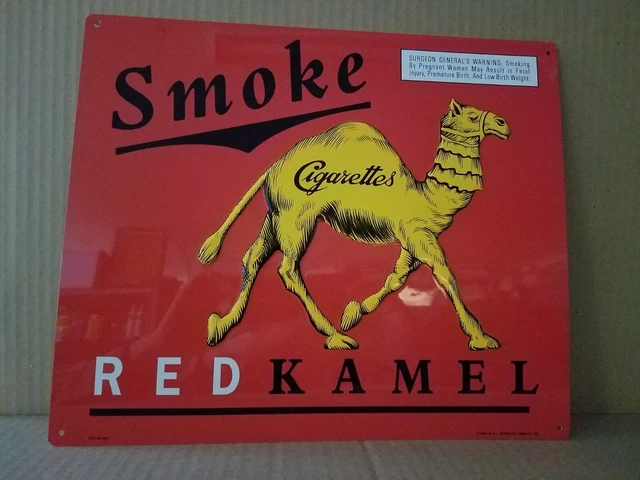 Smoke
SURGEON GENERAL'S WARNING: Smoking
By Pregnant Women May Result in Fetal
Injury, Premature Birth, And Low Birth Weight.
Cigarettes
RED KAMEL